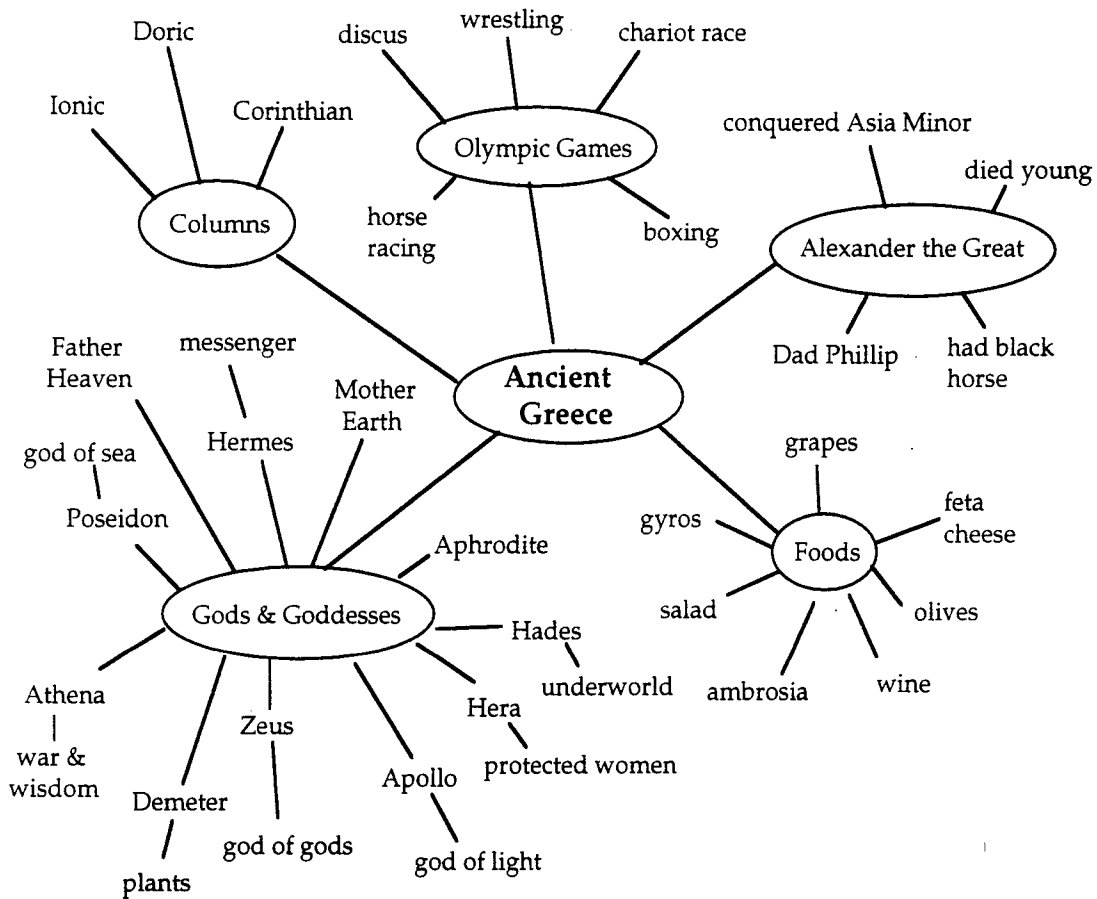 Doric
Ionic
Corinthian
Columns
discus
wrestling
chariot race
Olympic Games
horse
racing
boxing
conquered Asia Minor
died young
Alexander the Great
Dad Phillip
had black
horse
Ancient
Greece
Father
Heaven
messenger
Hermes
Mother
Earth
god of sea
Poseidon
Aphrodite
Gods & Goddesses
Hades
underworld
Hera
protected women
Athena
war &
wisdom
Demeter
plants
Zeus
god of gods
Apollo
god of light
grapes
gyros
feta
cheese
Foods
salad
olives
ambrosia
wine